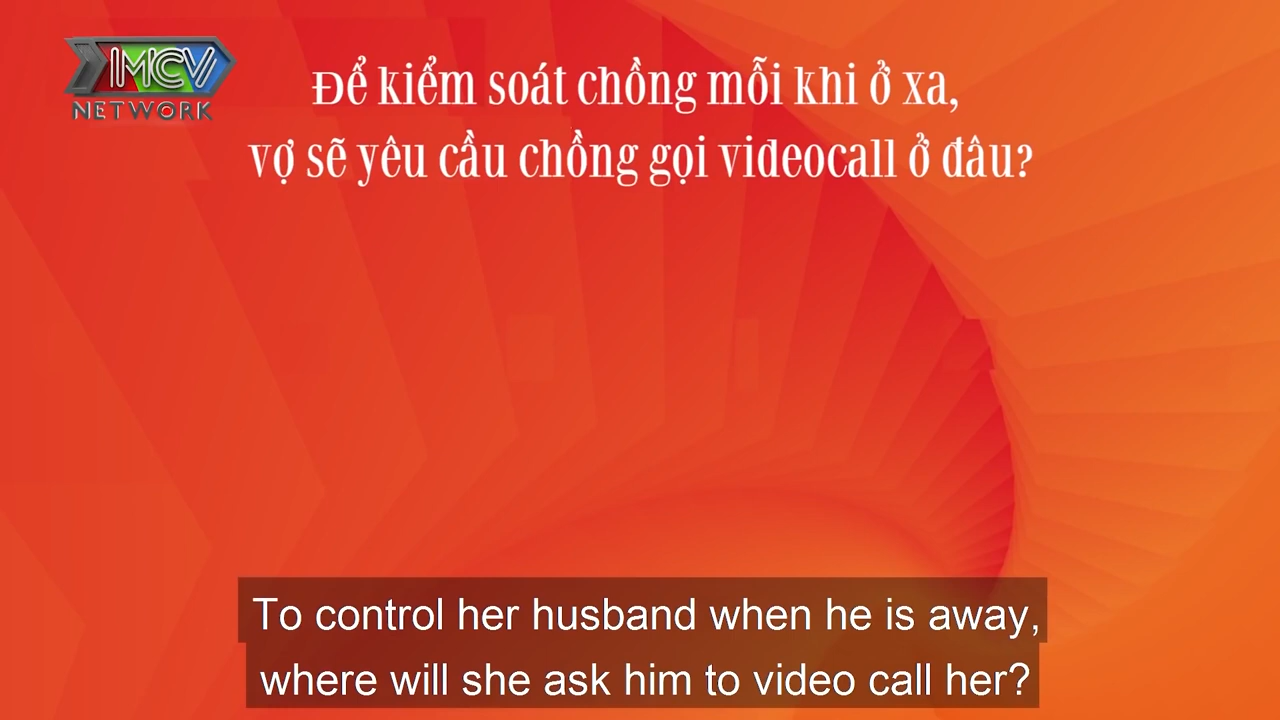 MCV
NETWORK
Để kiểm soát chồng mỗi khi ở xa,
vợ sẽ yêu cầu chồng gọi videocall ở đâu?
To control her husband when he is away,
where will she ask him to video call her?